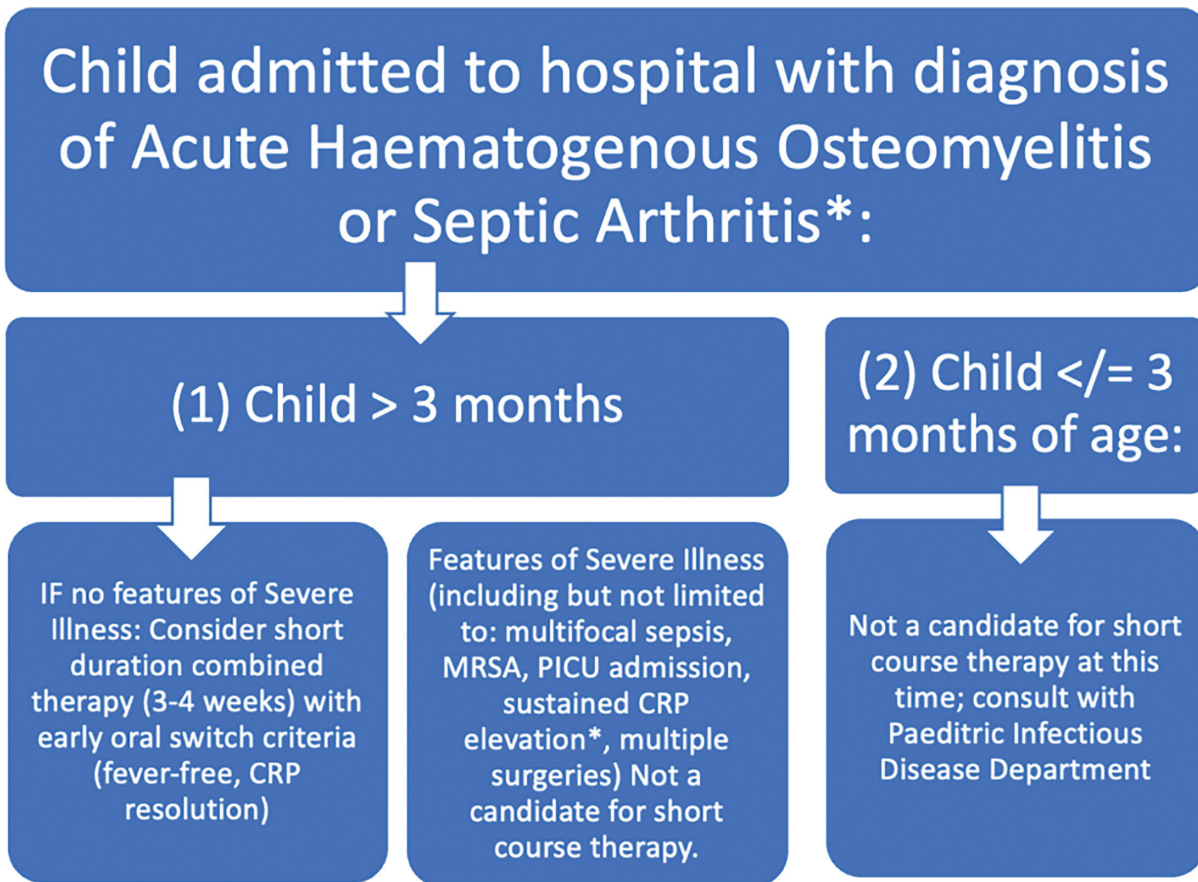 Child admitted to hospital with diagnosis
of Acute Haematogenous Osteomyelitis
or Septic Arthritis*:
(1) Child > 3 months
IF no features of Severe
Illness: Consider short
duration combined
therapy (3-4 weeks) with
early oral switch criteria
(fever-free, CRP
resolution)
Features of Severe Illness
(including but not limited
to: multifocal sepsis,
MRSA, PICU admission,
sustained CRP
elevation*, multiple
surgeries) Not a
candidate for short
course therapy.
(2) Child </= 3
months of age:
Not a candidate for short
course therapy at this
time; consult with
Paeditric Infectious
Disease Department